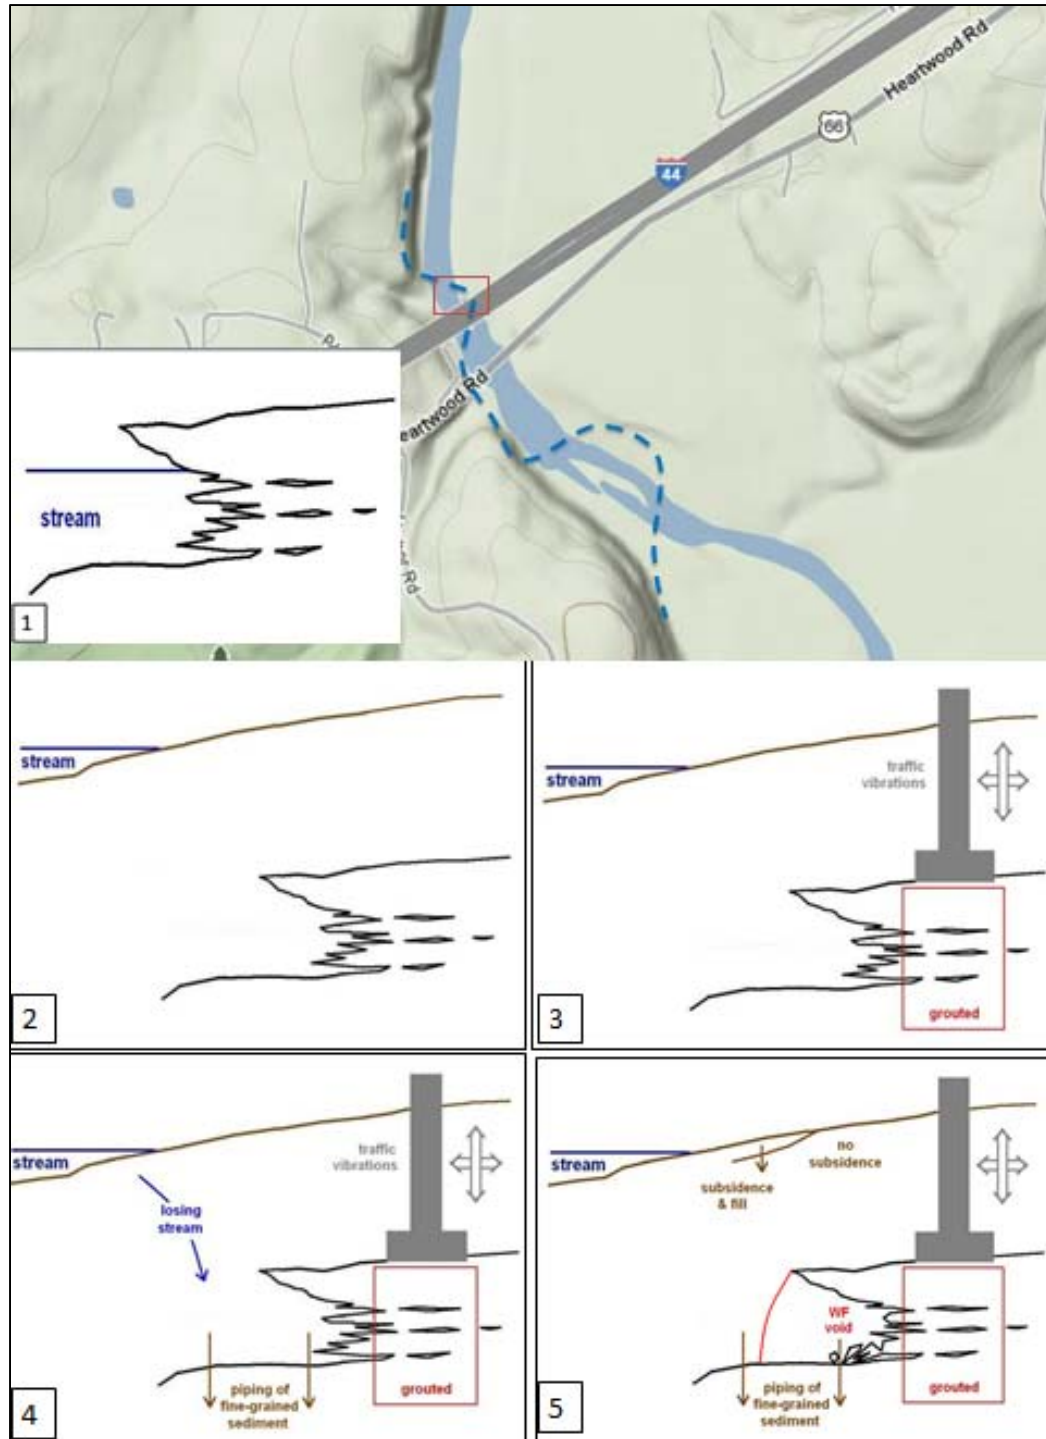 Heartwood Rd
66
44
eartwood Rd
Rd
stream
1
stream
2
stream
traffic
vibrations
grouted
3
stream
losing
stream
traffic
vibrations
piping of
fine-grained
sediment
grouted
4
stream
no
subsidence
subsidence
& fill
WF
void
piping of
fine-grained
sediment
grouted
5